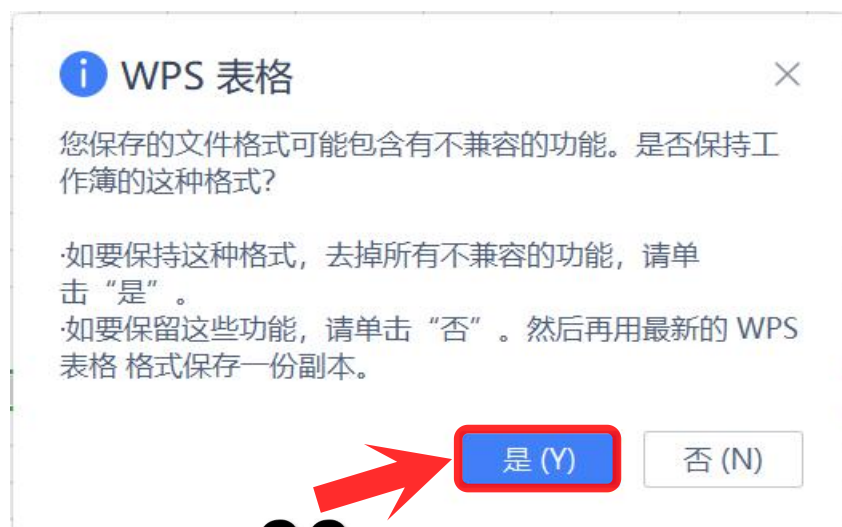 WPS 表格
您保存的文件格式可能包含有不兼容的功能。是否保持工
作簿的这种格式?
·如要保持这种格式，去掉所有不兼容的功能，请单
击“是”。
·如要保留这些功能，请单击“否”。然后再用最新的 WPS
表格 格式保存一份副本。
是 (Y)
否 (N)